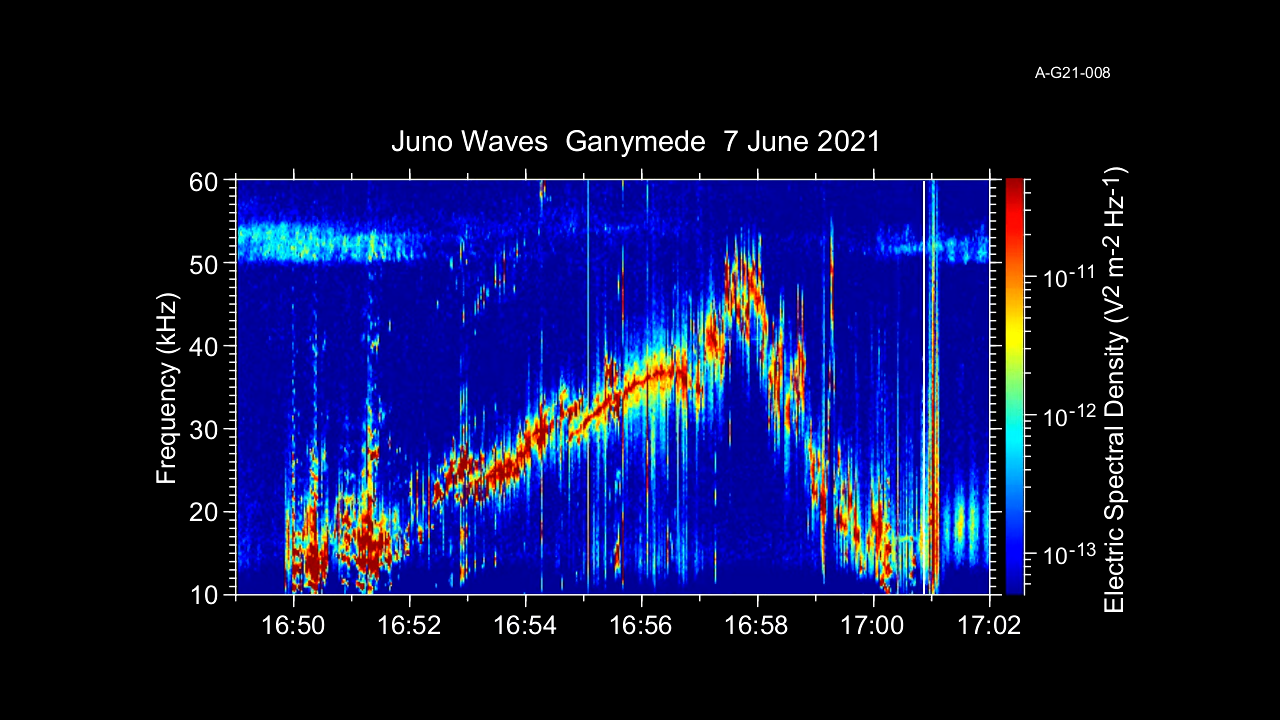 A-G21-008
Juno Waves  Ganymede  7 June 2021
60
50
40
30
20
10
Frequency (kHz)
16:50 16:52 16:54 16:56 16:58 17:00 17:02
10-11
10-12
10-13
Electric Spectral Density (V2 m-2 Hz-1)